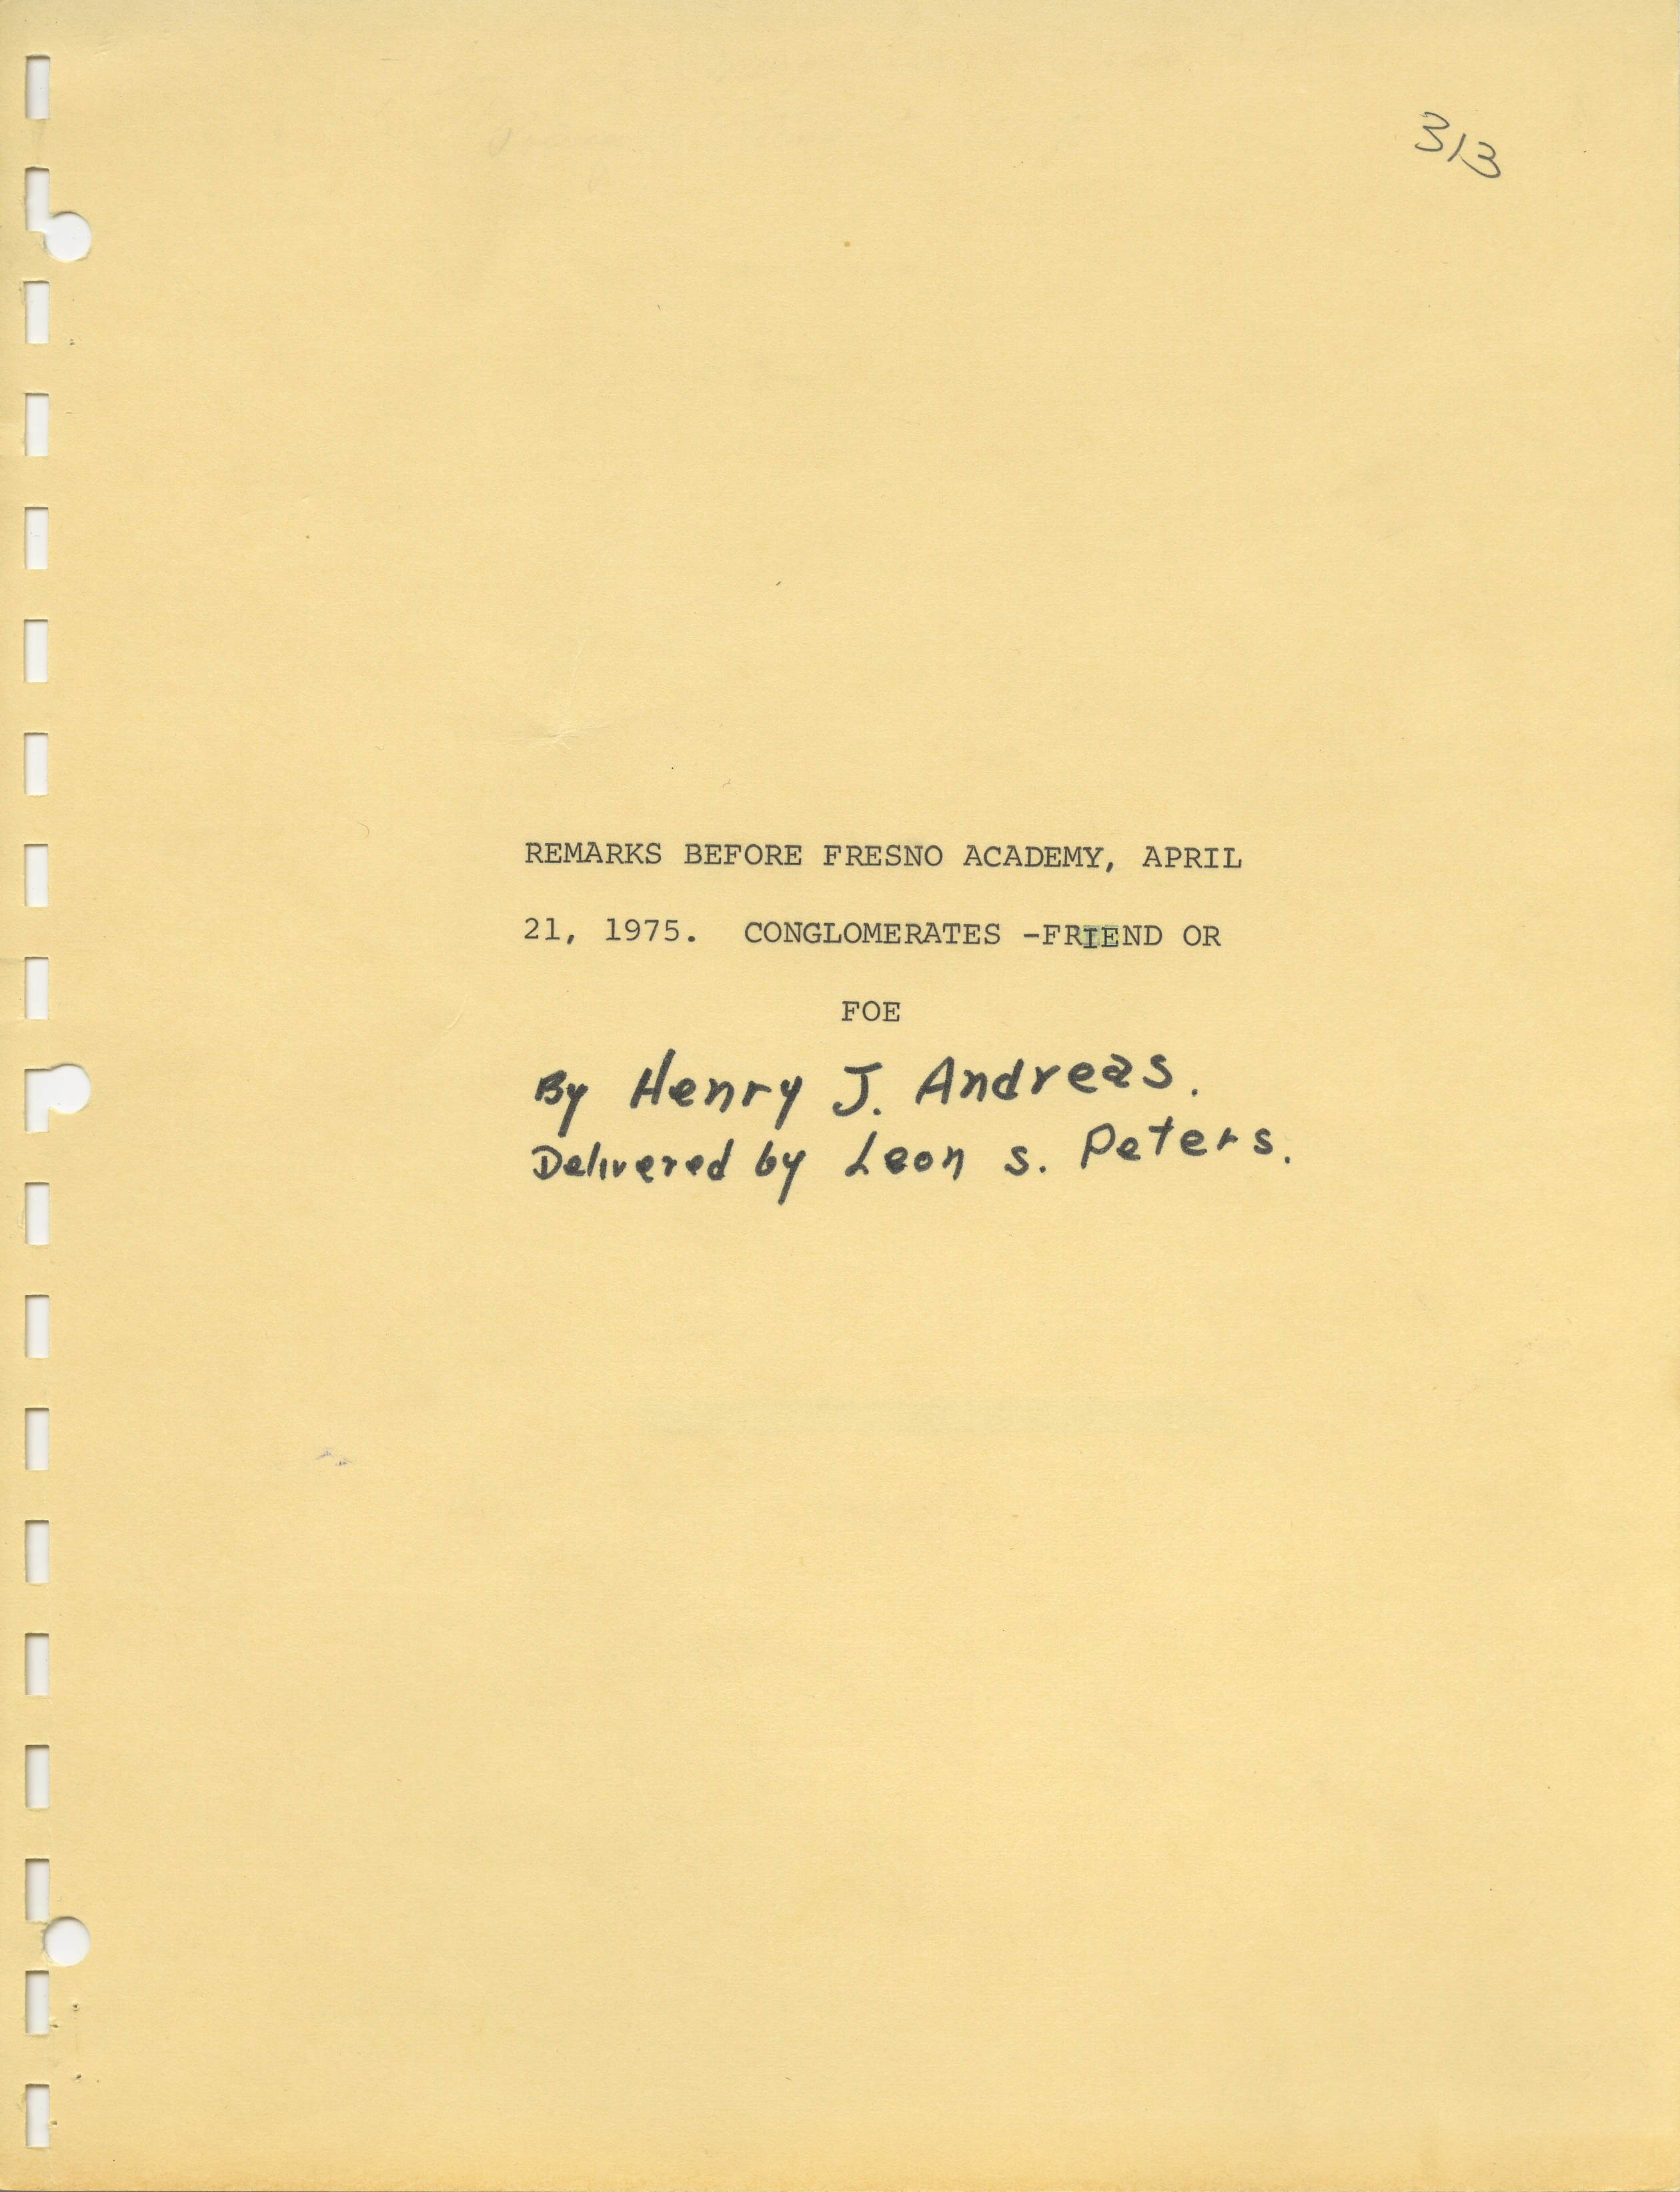 313
REMARKS BEFORE FRESNO ACADEMY, APRIL
21, 1975. CONGLOMERATES -FRIEND OR
FOE
By Henry J. Andreas.
Delivered by Leon S. Peters.